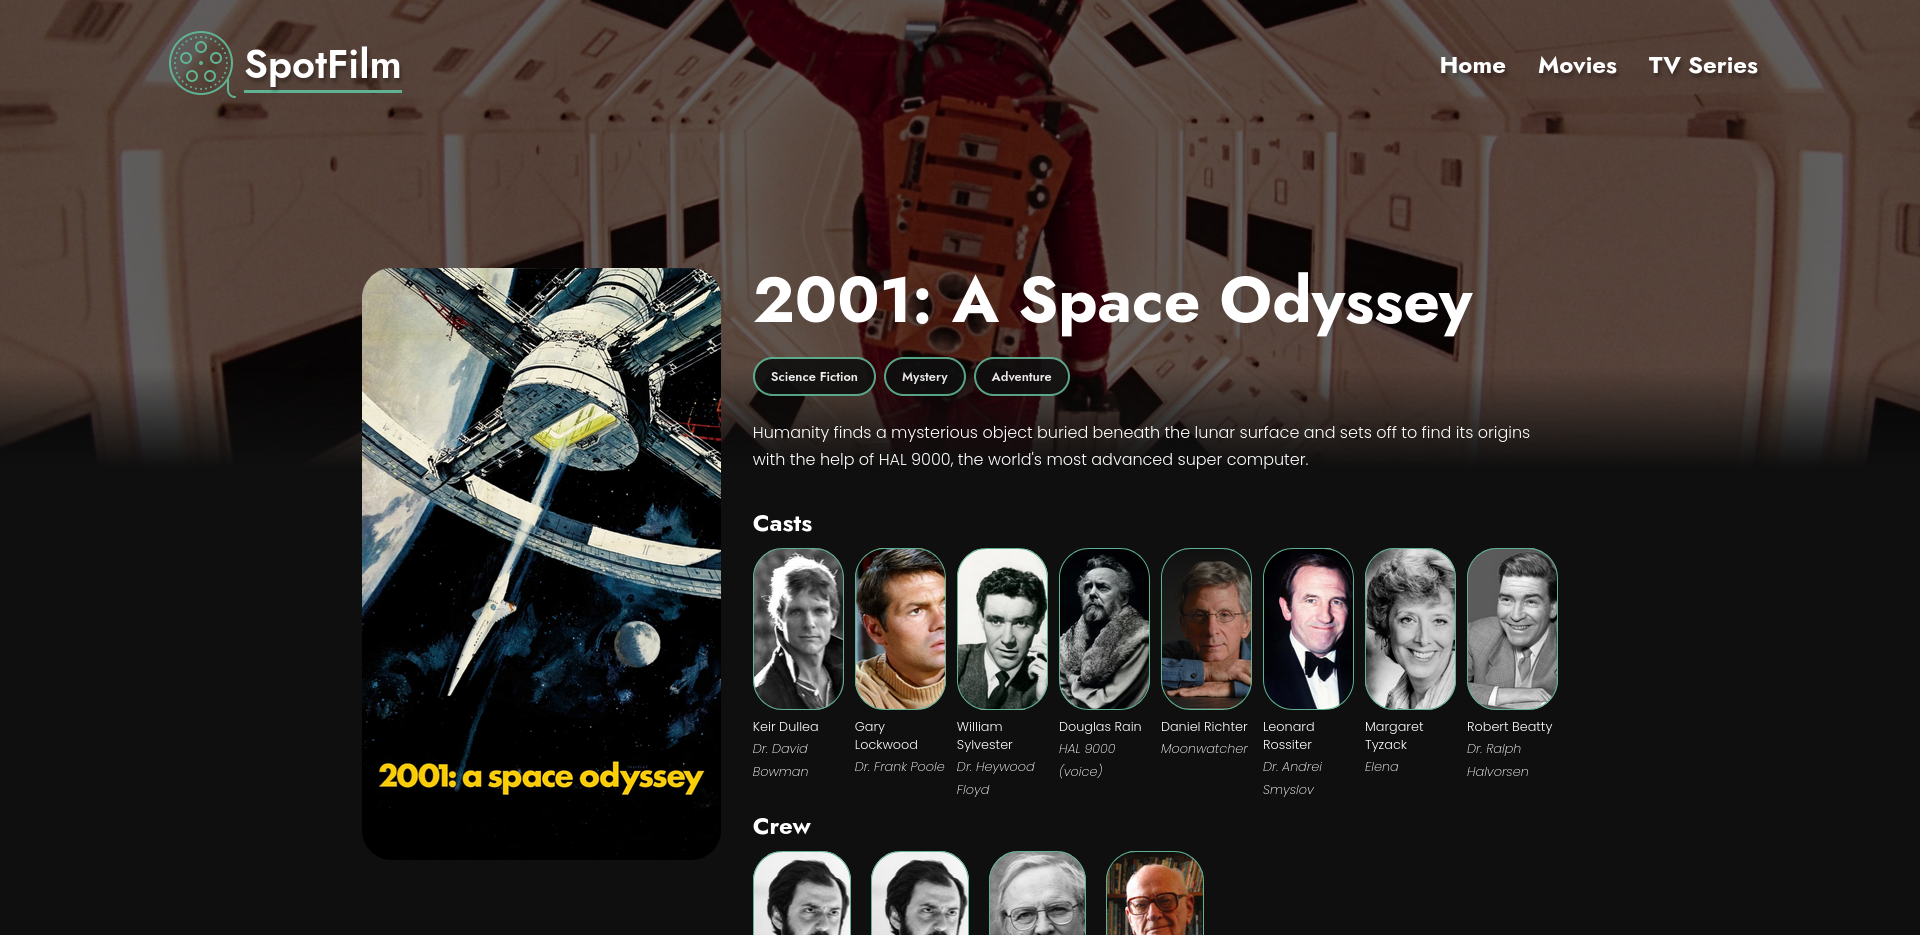 SpotFilm
Home
Movies
TV Series
2001: A Space Odyssey
Science Fiction
Mystery
Adventure
Humanity finds a mysterious object buried beneath the lunar surface and sets off to find its origins
with the help of HAL 9000, the world's most advanced super computer.
2001: a space odyssey
Casts
Keir Dullea
Dr. David
Bowman
Gary
Lockwood
Dr. Frank Poole
William
Sylvester
Dr. Heywood
Floyd
Douglas Rain
HAL 9000
(voice)
Daniel Richter
Moonwatcher
Leonard
Rossiter
Dr. Andrei
Smyslov
Margaret
Tyzack
Elena
Robert Beatty
Dr. Ralph
Halvorsen
Crew